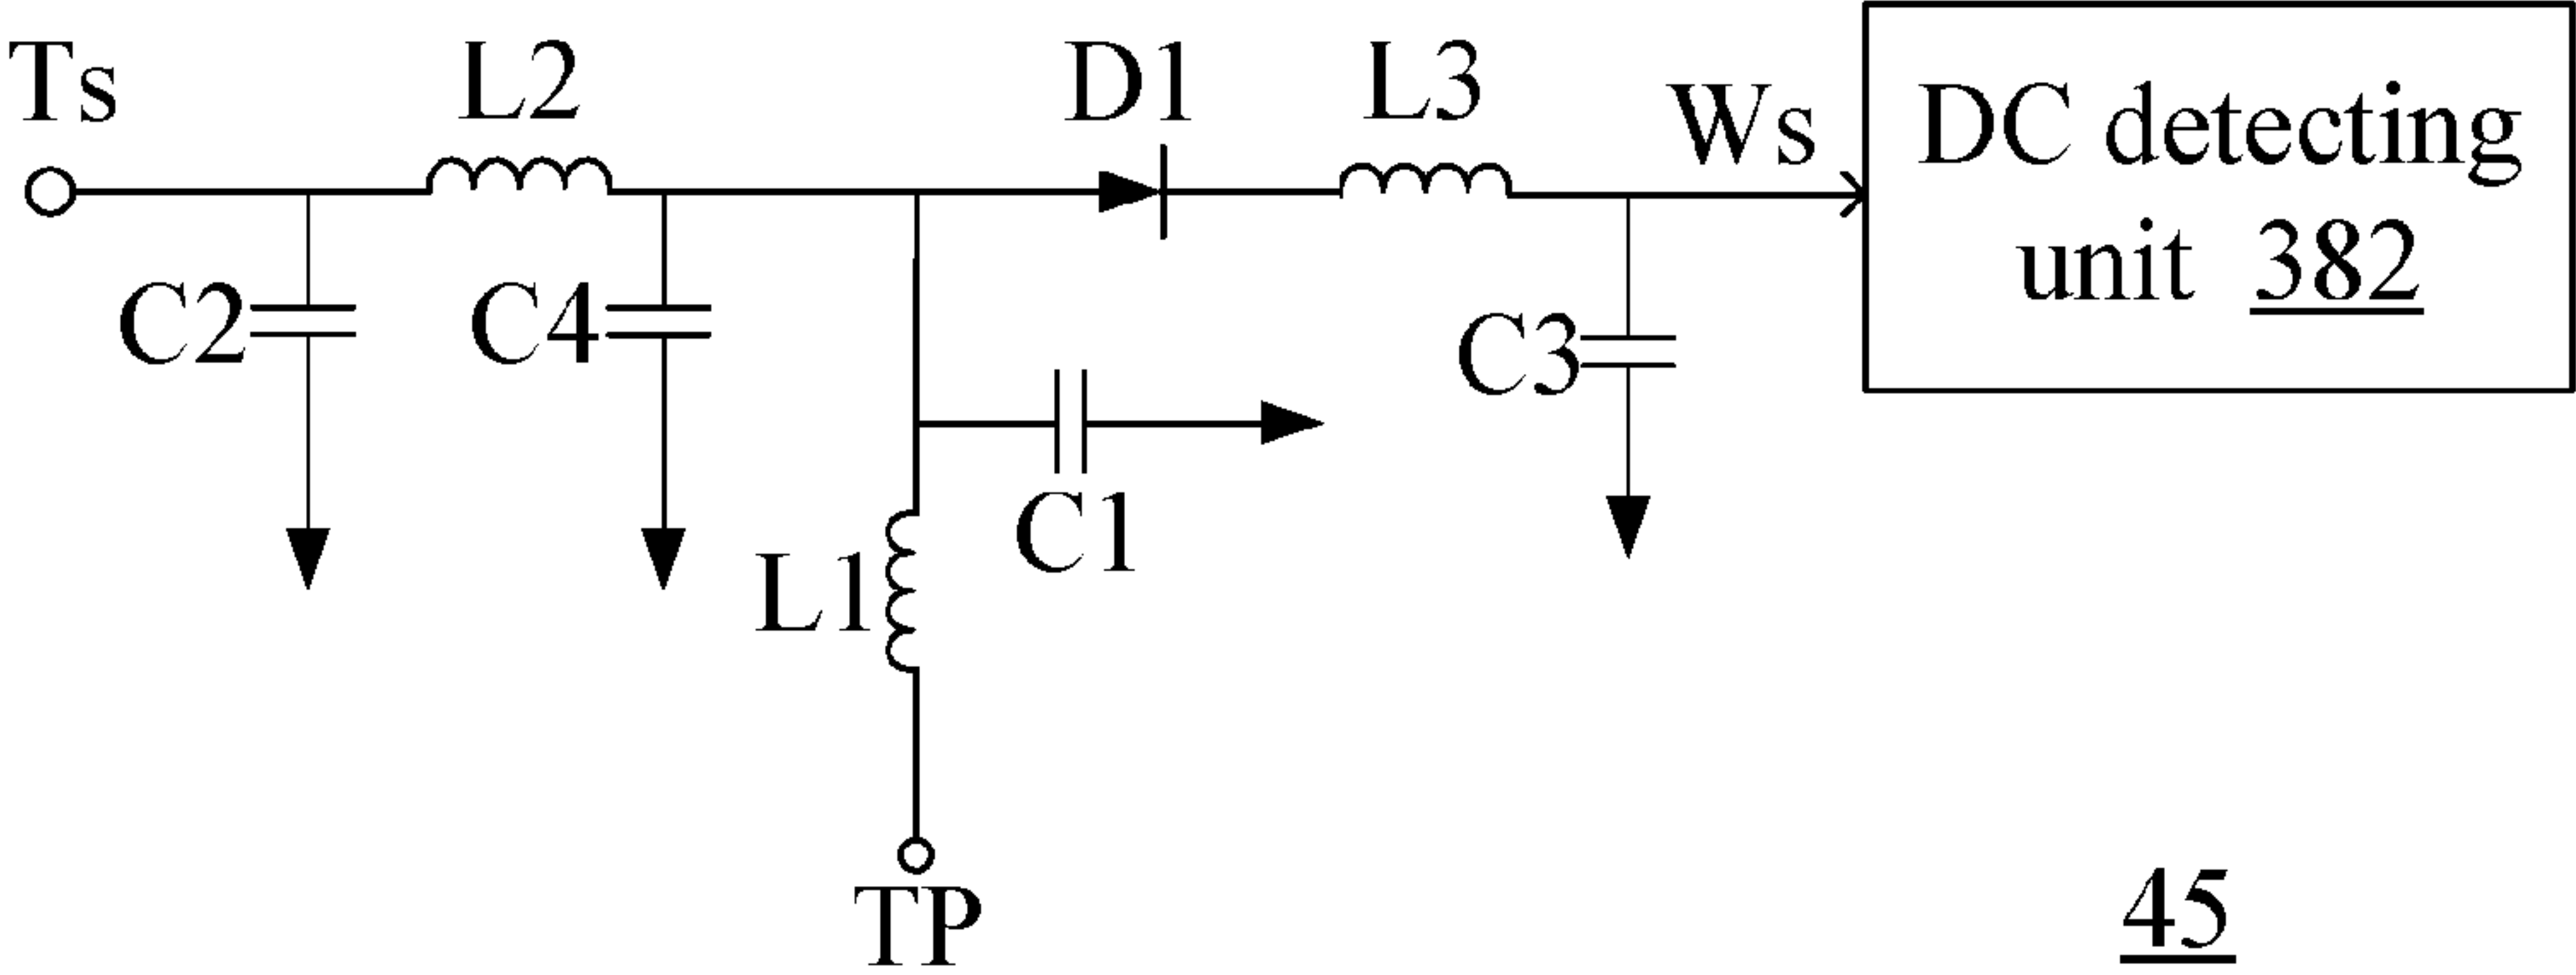 Ts
L2
D1
L3
Ws
DC detecting
unit 382
C2
C4
C3
C1
L1
TP
45